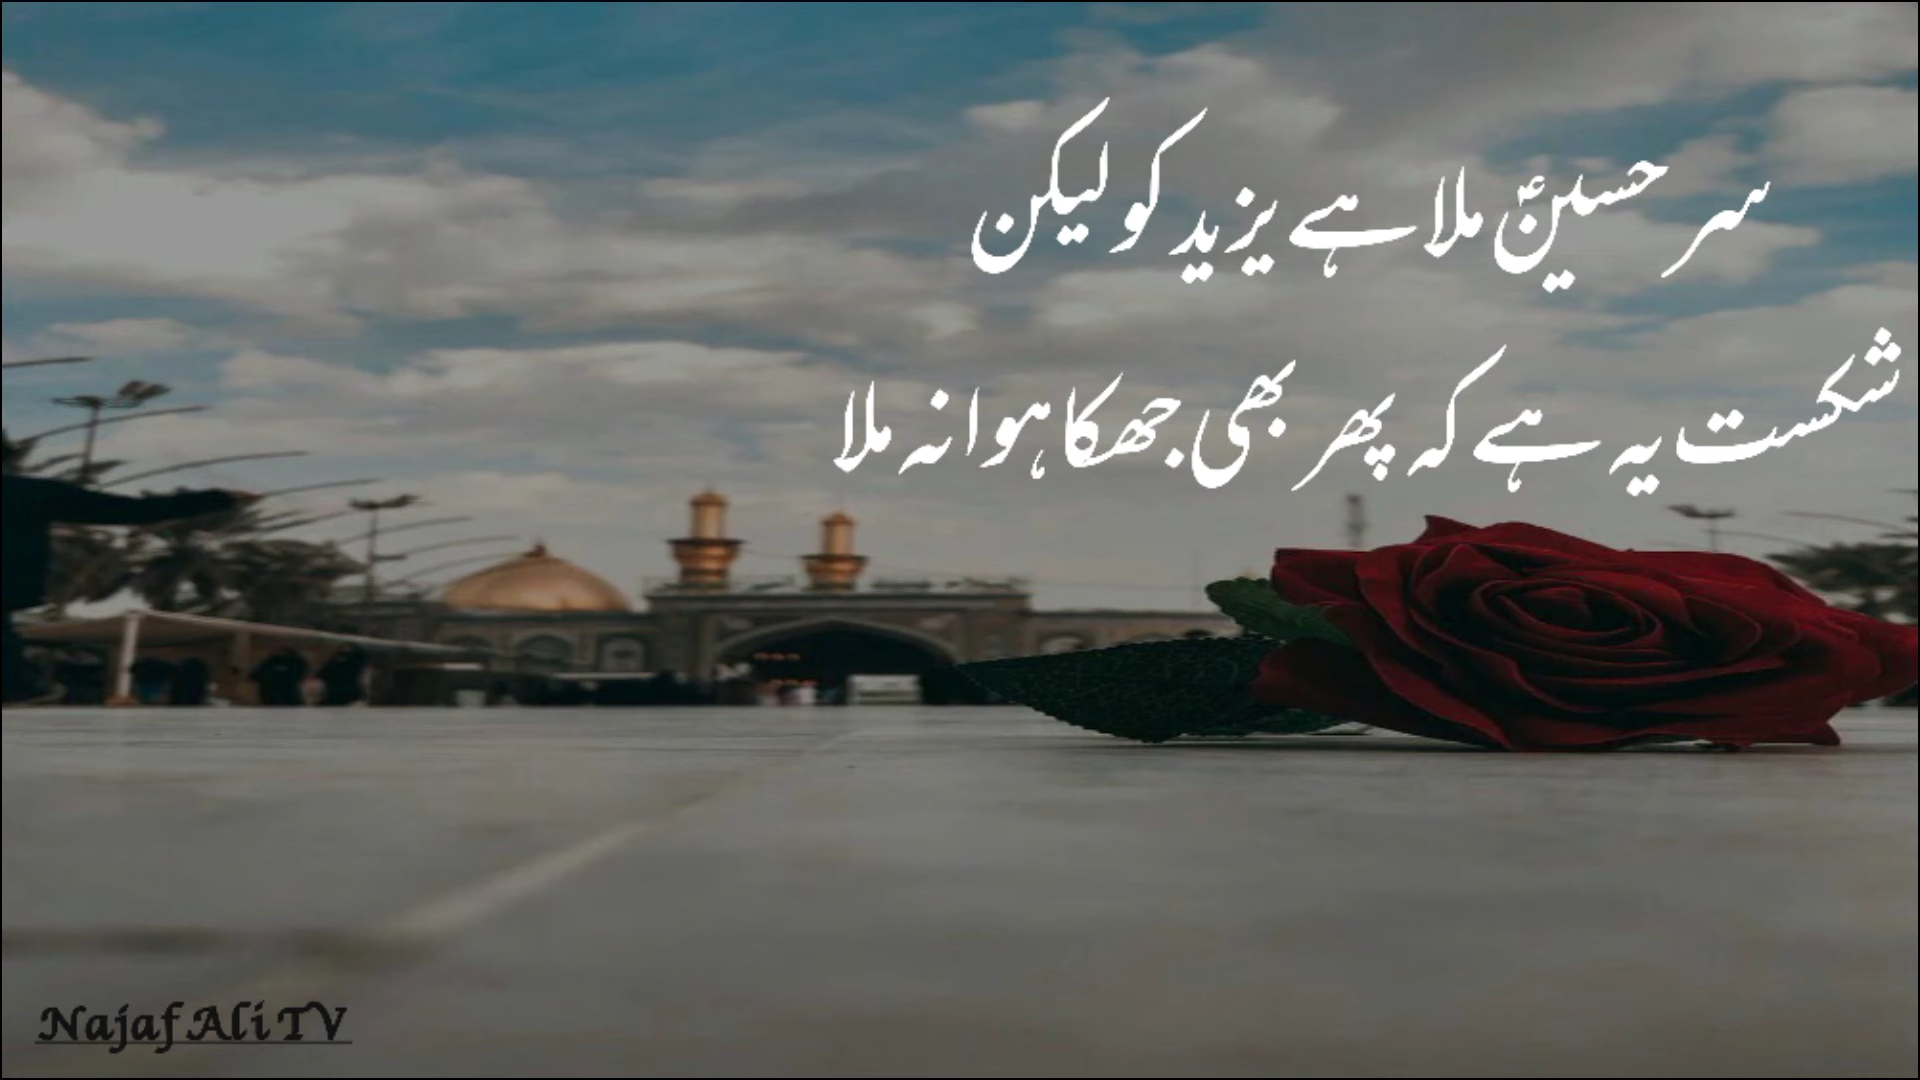 سر حسینؑ ملا ہے یزید کو لیکن
شکست یہ ہے کہ پھر بھی جھکا ہوا نہ ملا
Najaf Ali TV